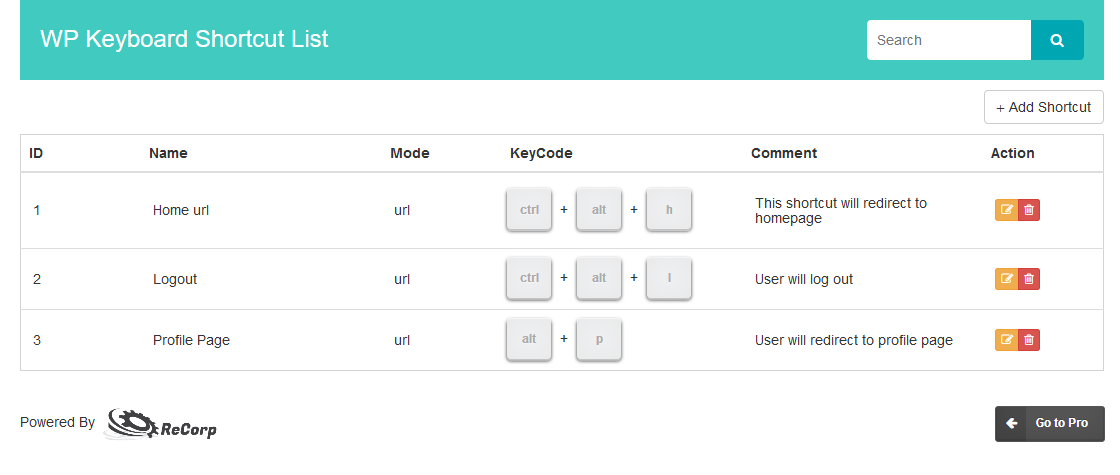 WP Keyboard Shortcut List
Search
+ Add Shortcut
ID Name Mode KeyCode Comment Action
1 Home url url ctrl + alt + h This shortcut will redirect to
homepage
2 Logout url ctrl + alt + l User will log out
3 Profile Page url alt + p User will redirect to profile page
Powered By ReCorp Go to Pro